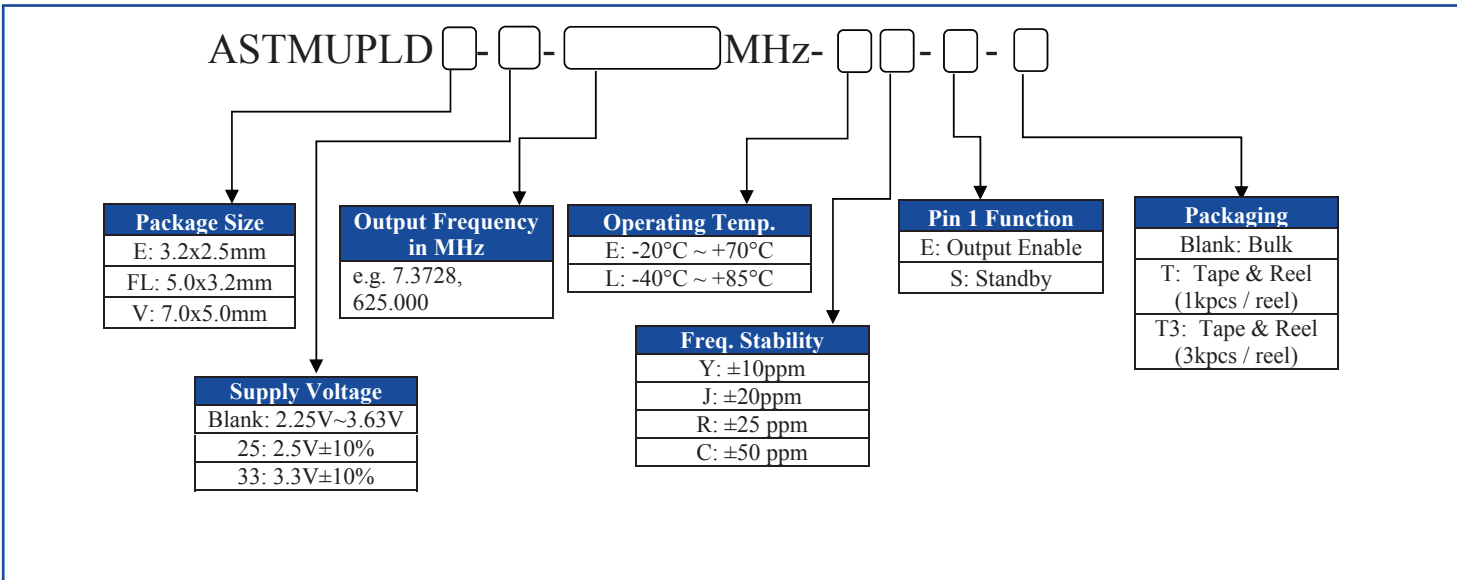 ASTMUPLD - - MHz- - -
Package Size
E: 3.2x2.5mm
FL: 5.0x3.2mm
V: 7.0x5.0mm
Supply Voltage
Blank: 2.25V~3.63V
25: 2.5V±10%
33: 3.3V±10%
Output Frequency
in MHz
e.g. 7.3728,
625.000
Operating Temp.
E: -20°C ~ +70°C
L: -40°C ~ +85°C
Freq. Stability
Y: ±10ppm
J: ±20ppm
R: ±25 ppm
C: ±50 ppm
Pin 1 Function
E: Output Enable
S: Standby
Packaging
Blank: Bulk
T: Tape & Reel
(1kpcs / reel)
T3: Tape & Reel
(3kpcs / reel)